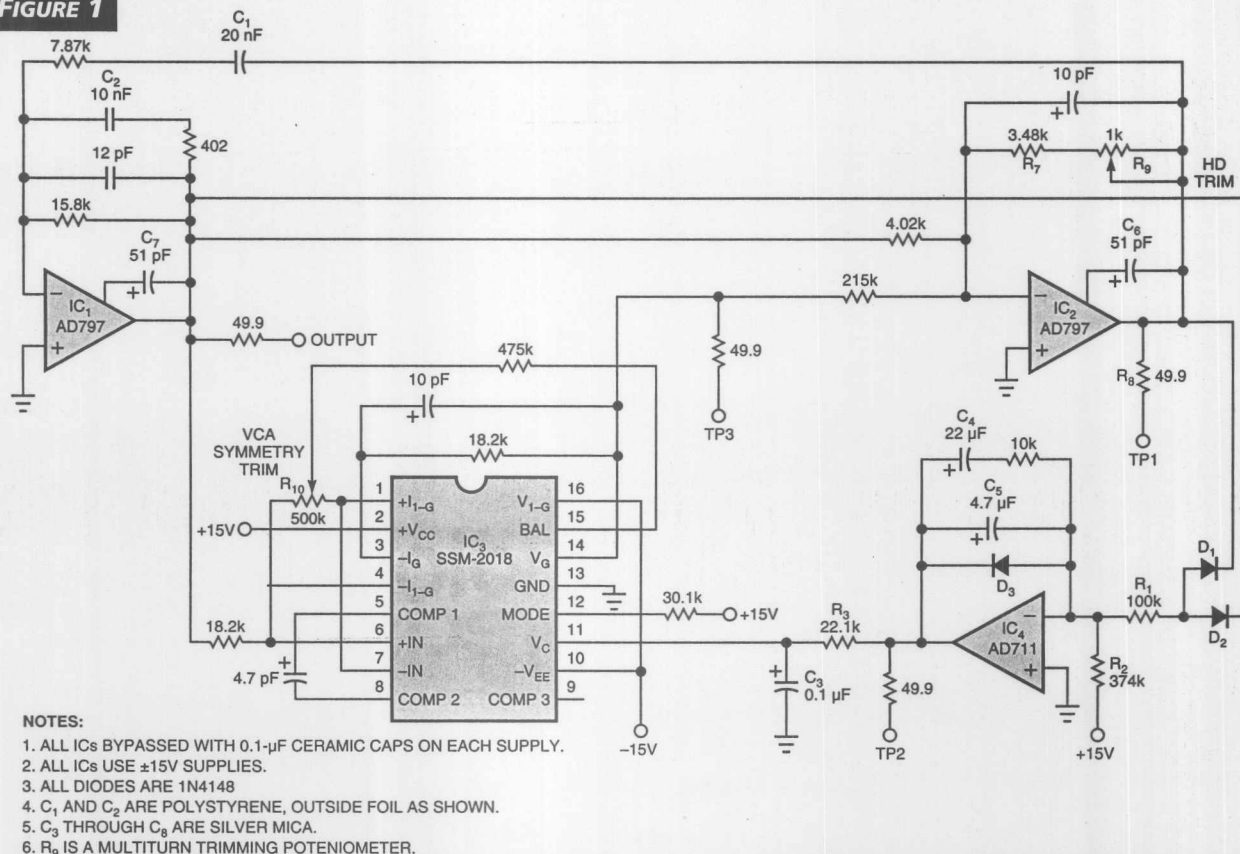 FIGURE 1
C1
20 nF
7.87k
C2
10 nF
402
12 pF
15.8k
C7
51 pF
+
−
IC1
AD797
+
49.9
OUTPUT
10 pF
+
3.48k
R7
1k
R9
HD
TRIM
4.02k
C6
51 pF
+
215k
−
IC2
AD797
+
49.9
TP3
R8
49.9
TP1
475k
10 pF
+
18.2k
VCA
SYMMETRY
TRIM
R10
500k
+15V
1
2
3
4
5
6
7
8
+I1–G
+VCC
–IG
–I1–G
COMP 1
+IN
–IN
COMP 2
IC3
SSM-2018
V1–G
BAL
VG
GND
MODE
VC
–VEE
COMP 3
16
15
14
13
12
11
10
9
18.2k
4.7 pF
+
30.1k
+15V
–15V
C3
0.1 µF
+
R3
22.1k
49.9
TP2
C4
22 µF
+
10k
C5
4.7 µF
+
D3
−
IC4
AD711
+
R1
100k
R2
374k
+15V
D1
D2
NOTES:
1. ALL ICs BYPASSED WITH 0.1-µF CERAMIC CAPS ON EACH SUPPLY.
2. ALL ICs USE ±15V SUPPLIES.
3. ALL DIODES ARE 1N4148
4. C1 AND C2 ARE POLYSTYRENE, OUTSIDE FOIL AS SHOWN.
5. C3 THROUGH C8 ARE SILVER MICA.
6. R9 IS A MULTITURN TRIMMING POTENIOMETER.